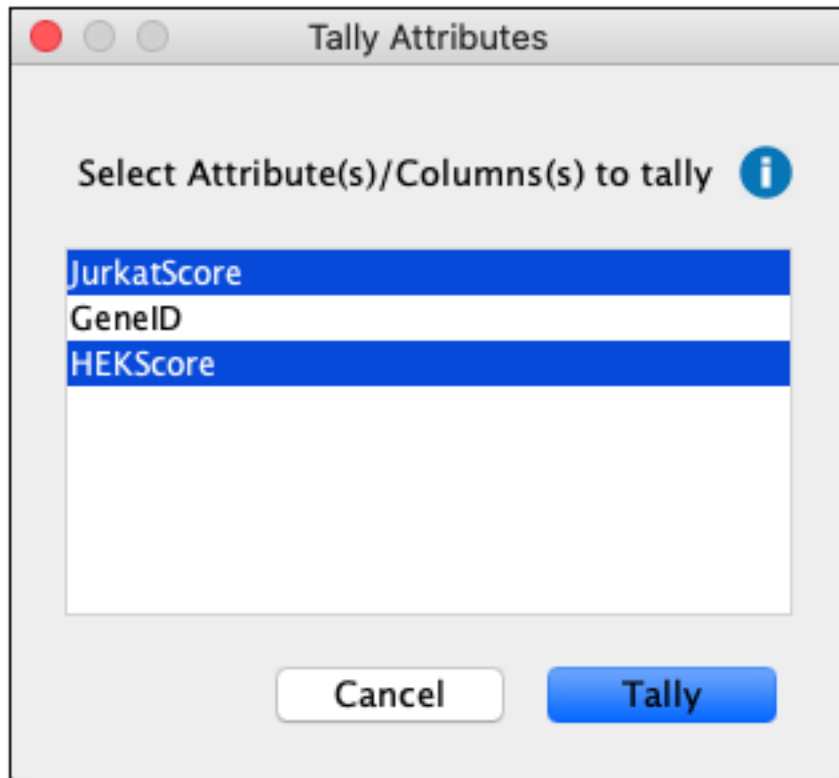 Tally Attributes
Select Attribute(s)/Columns(s) to tally i
JurkatScore
GeneID
HEKScore
Cancel Tally